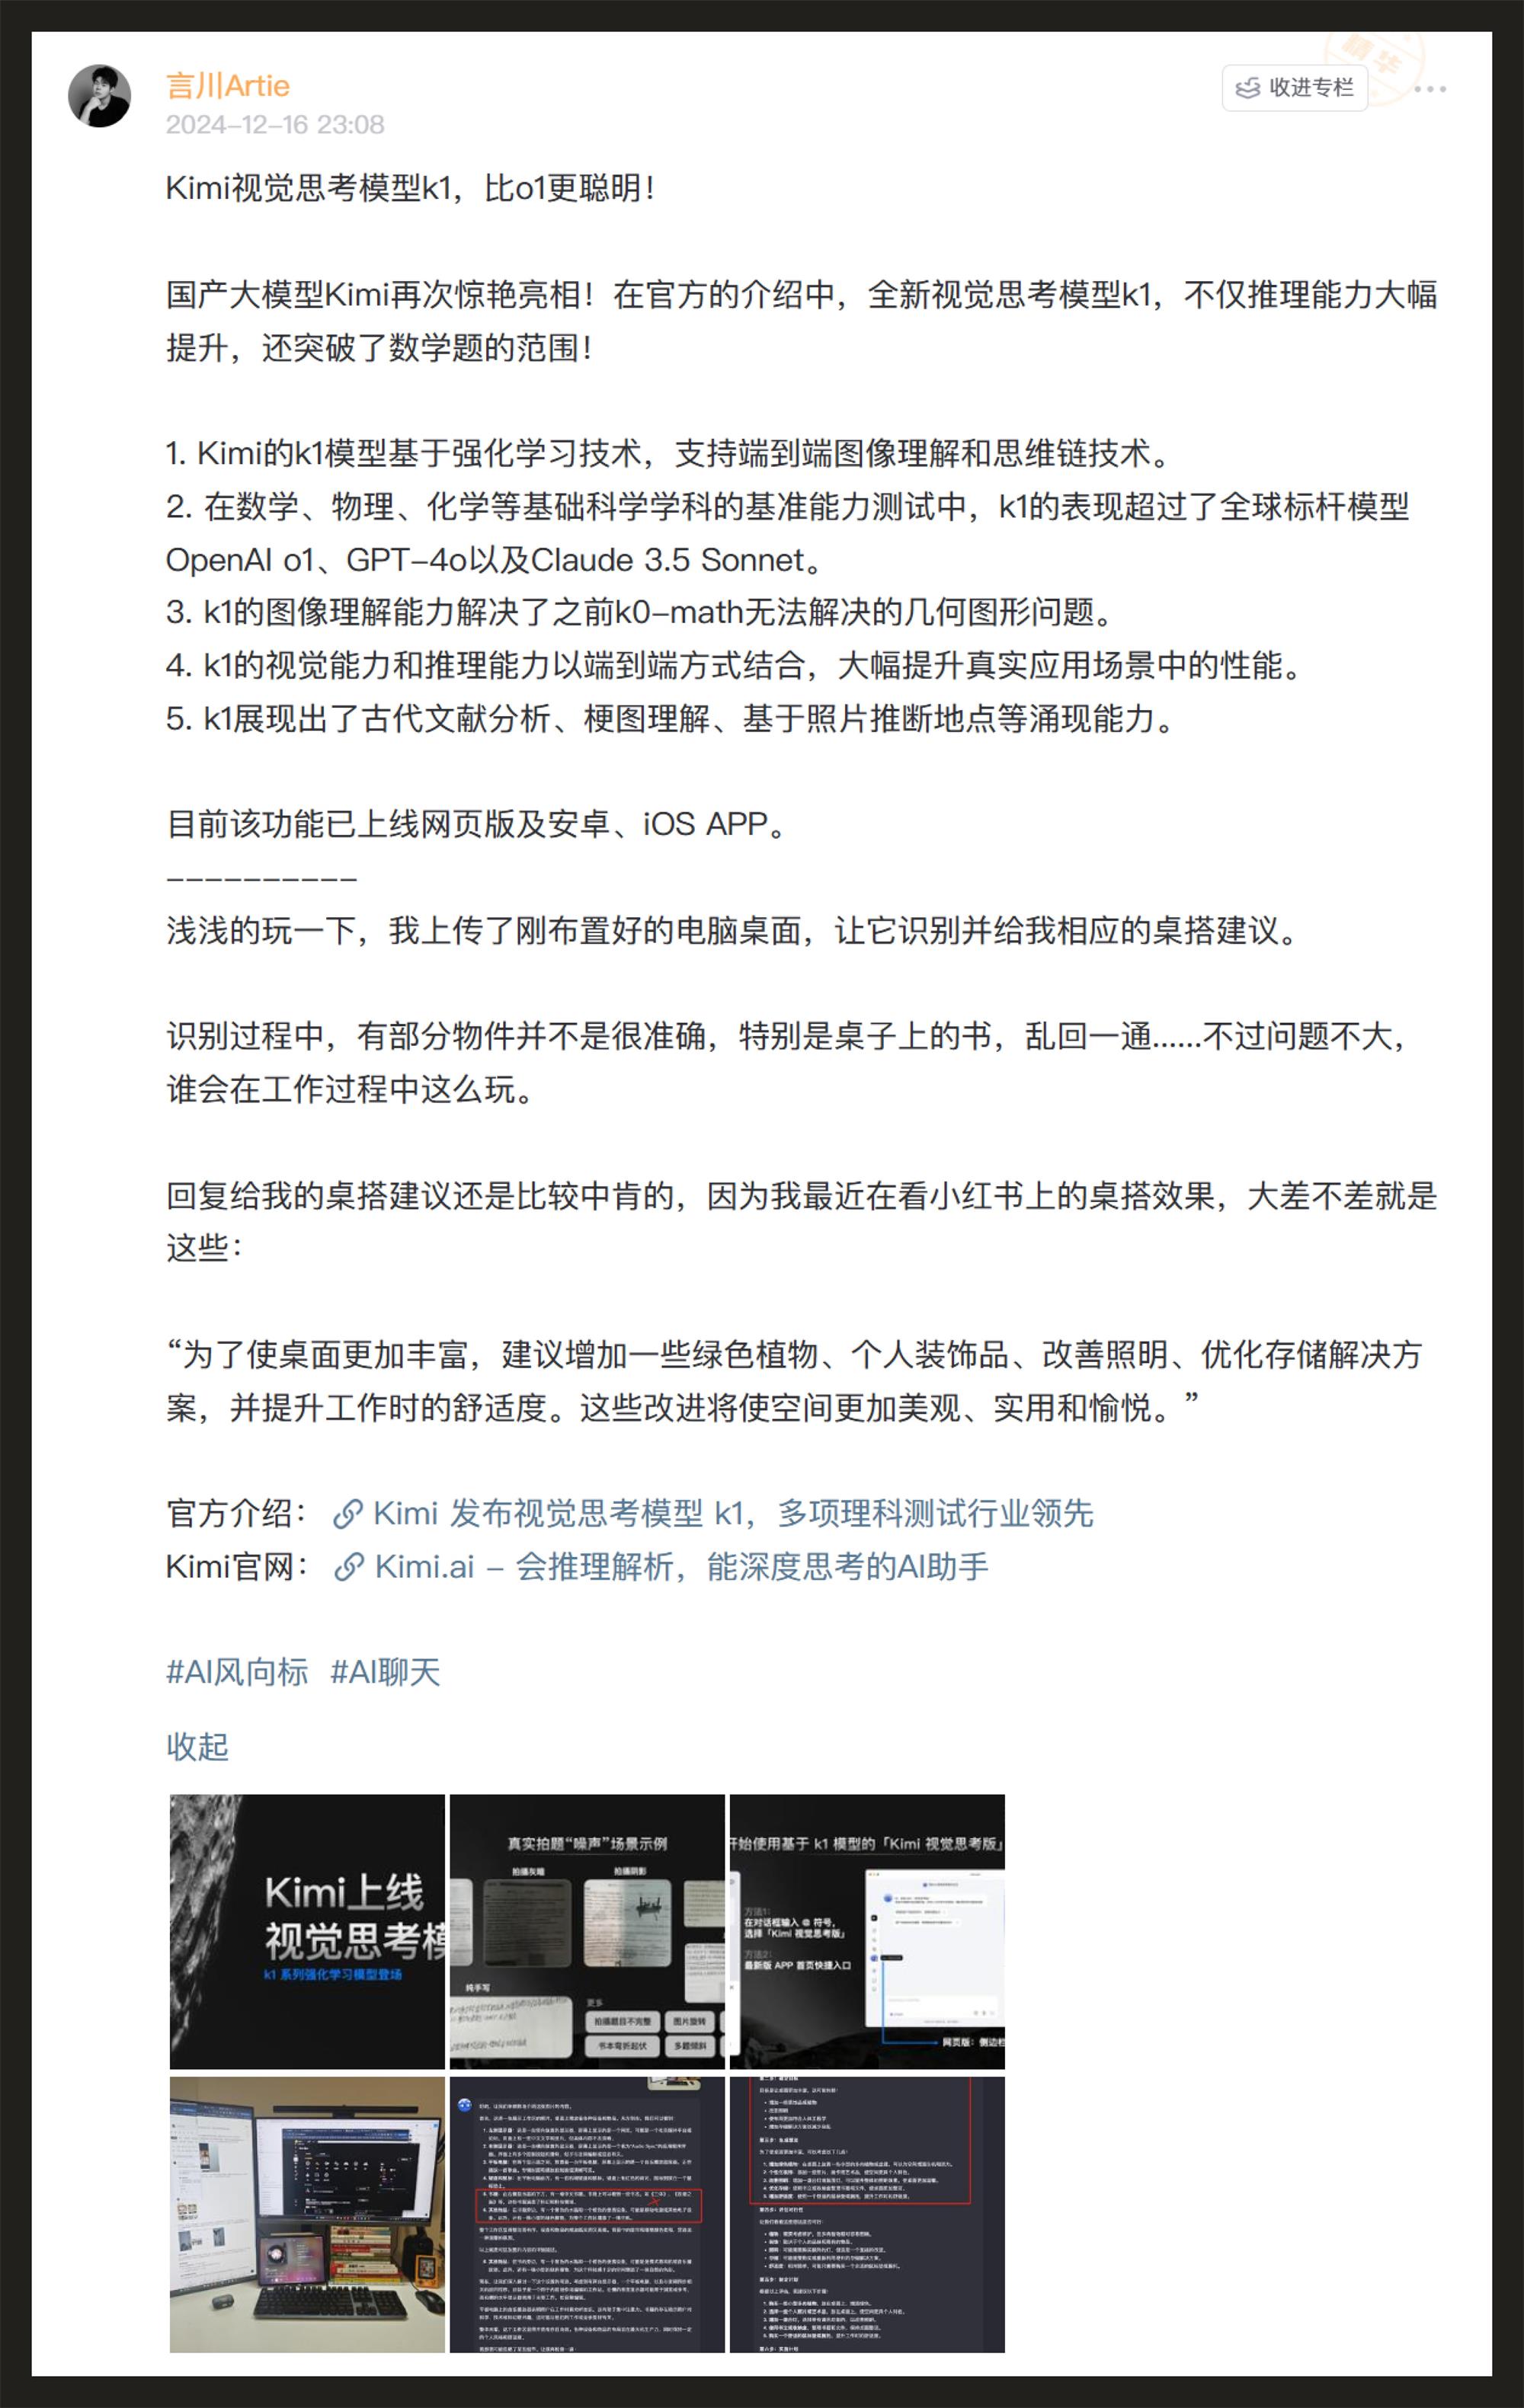 精华
言川Artie
收进专栏
2024-12-16 23:08
Kimi视觉思考模型k1，比o1更聪明！
国产大模型Kimi再次惊艳亮相！在官方的介绍中，全新视觉思考模型k1，不仅推理能力大幅
提升，还突破了数学题的范围！
1. Kimi的k1模型基于强化学习技术，支持端到端图像理解和思维链技术。
2. 在数学、物理、化学等基础科学学科的基准能力测试中，k1的表现超过了全球标杆模型
OpenAI o1、GPT-4o以及Claude 3.5 Sonnet。
3. k1的图像理解能力解决了之前k0-math无法解决的几何图形问题。
4. k1的视觉能力和推理能力以端到端方式结合，大幅提升真实应用场景中的性能。
5. k1展现出了古代文献分析、梗图理解、基于照片推断地点等涌现能力。
目前该功能已上线网页版及安卓、iOS APP。
----------
浅浅的玩一下，我上传了刚布置好的电脑桌面，让它识别并给我相应的桌搭建议。
识别过程中，有部分物件并不是很准确，特别是桌子上的书，乱回一通......不过问题不大，
谁会在工作过程中这么玩。
回复给我的桌搭建议还是比较中肯的，因为我最近在看小红书上的桌搭效果，大差不差就是
这些：
“为了使桌面更加丰富，建议增加一些绿色植物、个人装饰品、改善照明、优化存储解决方
案，并提升工作时的舒适度。这些改进将使空间更加美观、实用和愉悦。”
官方介绍： Kimi 发布视觉思考模型 k1，多项理科测试行业领先
Kimi官网： Kimi.ai - 会推理解析，能深度思考的AI助手
#AI风向标 #AI聊天
收起
Kimi上线
视觉思考模
k1 系列强化学习模型登场
真实拍题“噪声”场景示例
拍摄灰暗 拍摄阴影
纯手写
更多
拍摄题目不完整 图片旋转
书本弯折起伏 多题倾斜
开始使用基于 k1 模型的「Kimi 视觉思考版」
方法1:
在对话框输入 @ 符号，
选择「Kimi 视觉思考版」
方法2:
最新版 APP 首页快捷入口
网页版：侧边栏